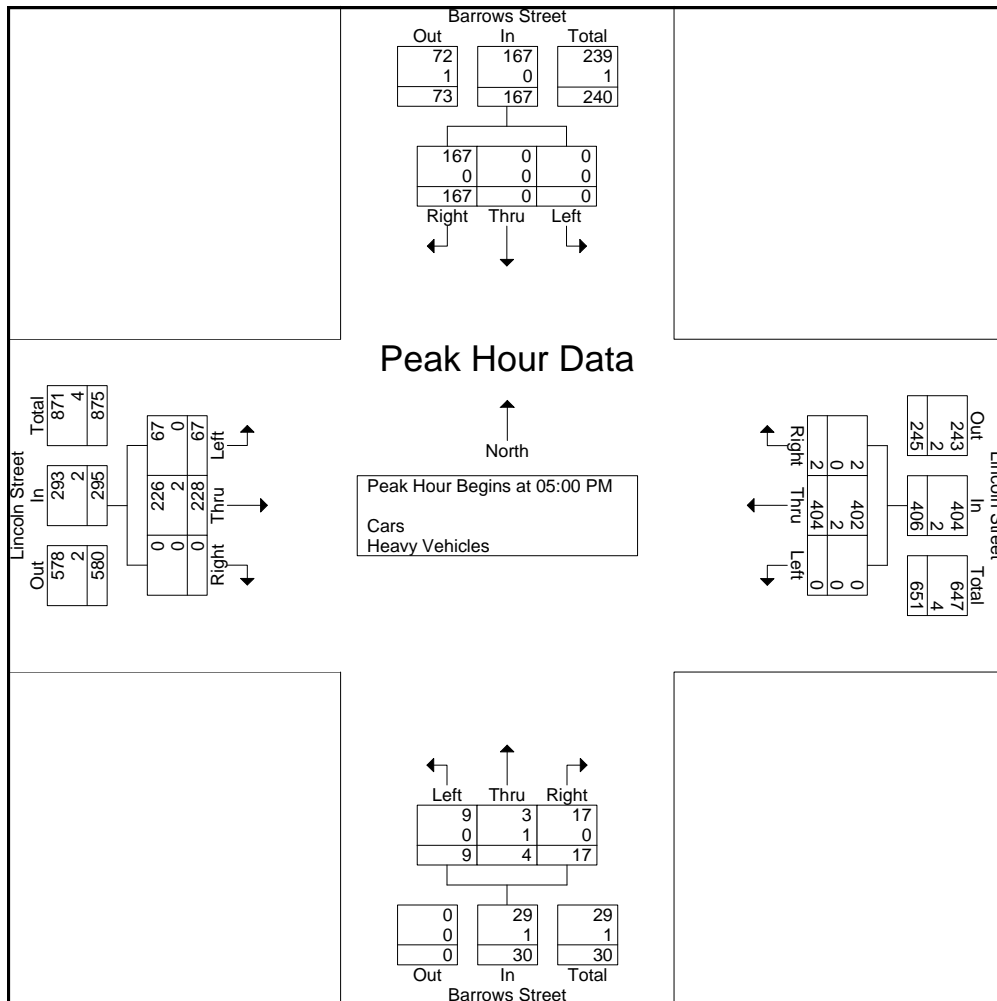 Barrows Street
Out In Total
72 167 239
1 0 1
73 167 240
167 0 0
0 0 0
167 0 0
Right Thru Left
Peak Hour Data
North
Peak Hour Begins at 05:00 PM
Cars
Heavy Vehicles
Lincoln Street
Total In Out
871 293 578
4 2 2
875 295 580
67 226 0
0 2 0
67 228 0
Left Thru Right
Right Thru Left
2 404 0
0 2 0
2 402 0
245 406 651
2 2 4
243 404 647
Out In Total
Lincoln Street
Left Thru Right
9 3 17
0 1 0
9 4 17
0 29 29
0 1 1
0 30 30
Out In Total
Barrows Street